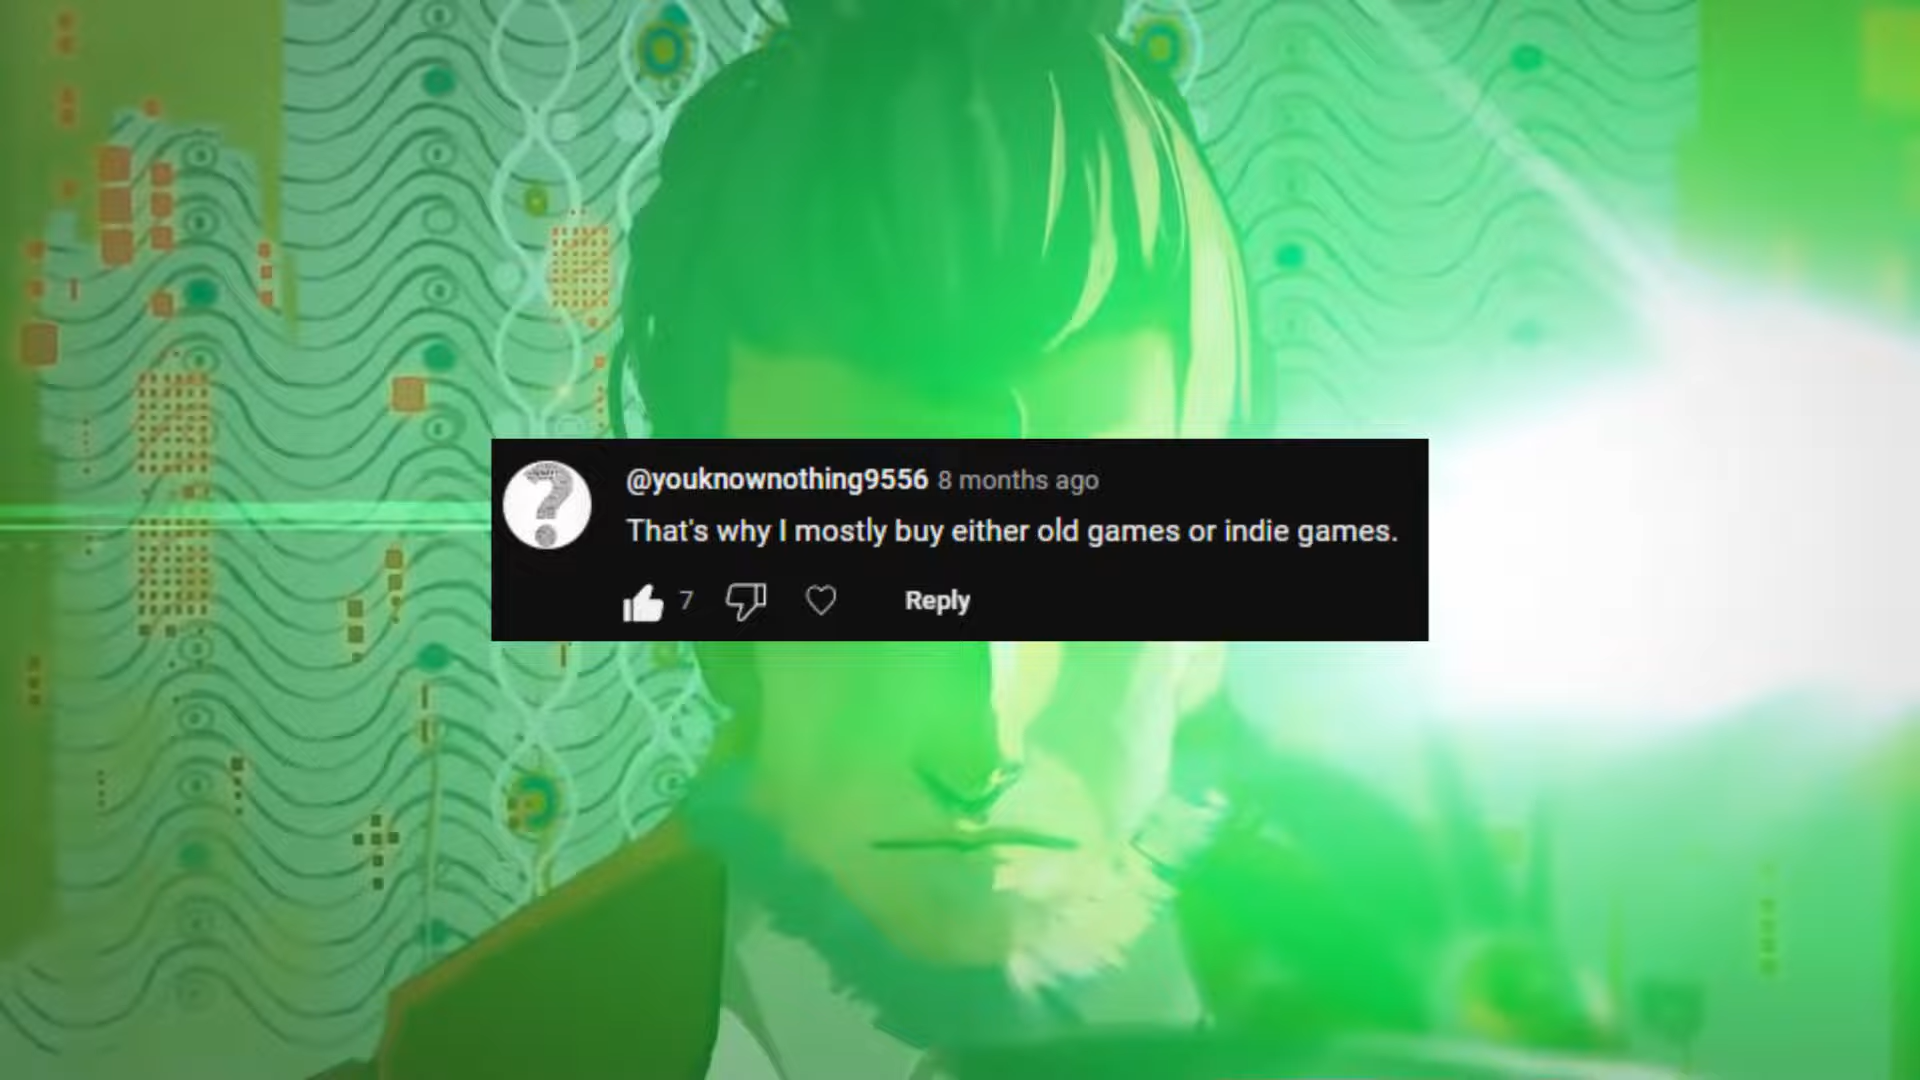 @youknownothing9556 8 months ago
That's why I mostly buy either old games or indie games.
7 Reply